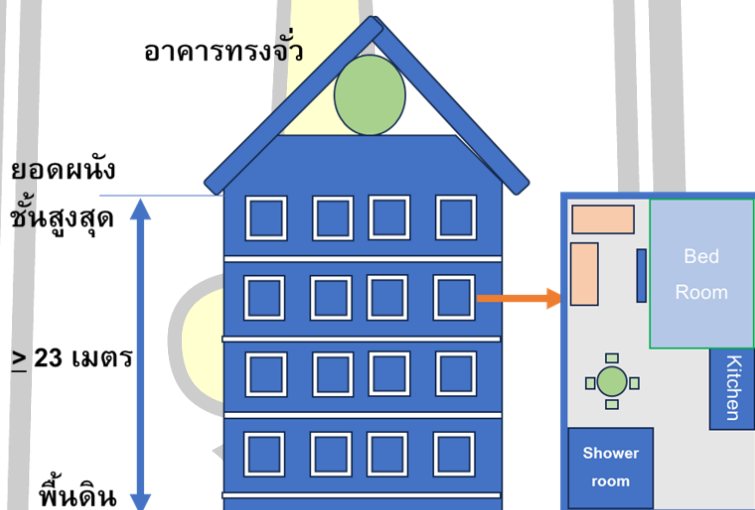 อาคารทรงจั่ว
ยอดผนัง
ชั้นสูงสุด
Bed
Room
> 23 เมตร
Kitchen
Shower
room
พื้นดิน